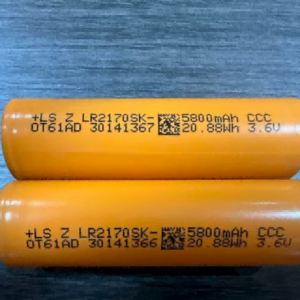 +LS Z LR2170SK- 5800mAh CCC
OT61AD 30141367 20.88Wh 3.6V
+LS Z LR2170SK- 5800mAh CCC
OT61AD 30141366 20.88Wh 3.6V